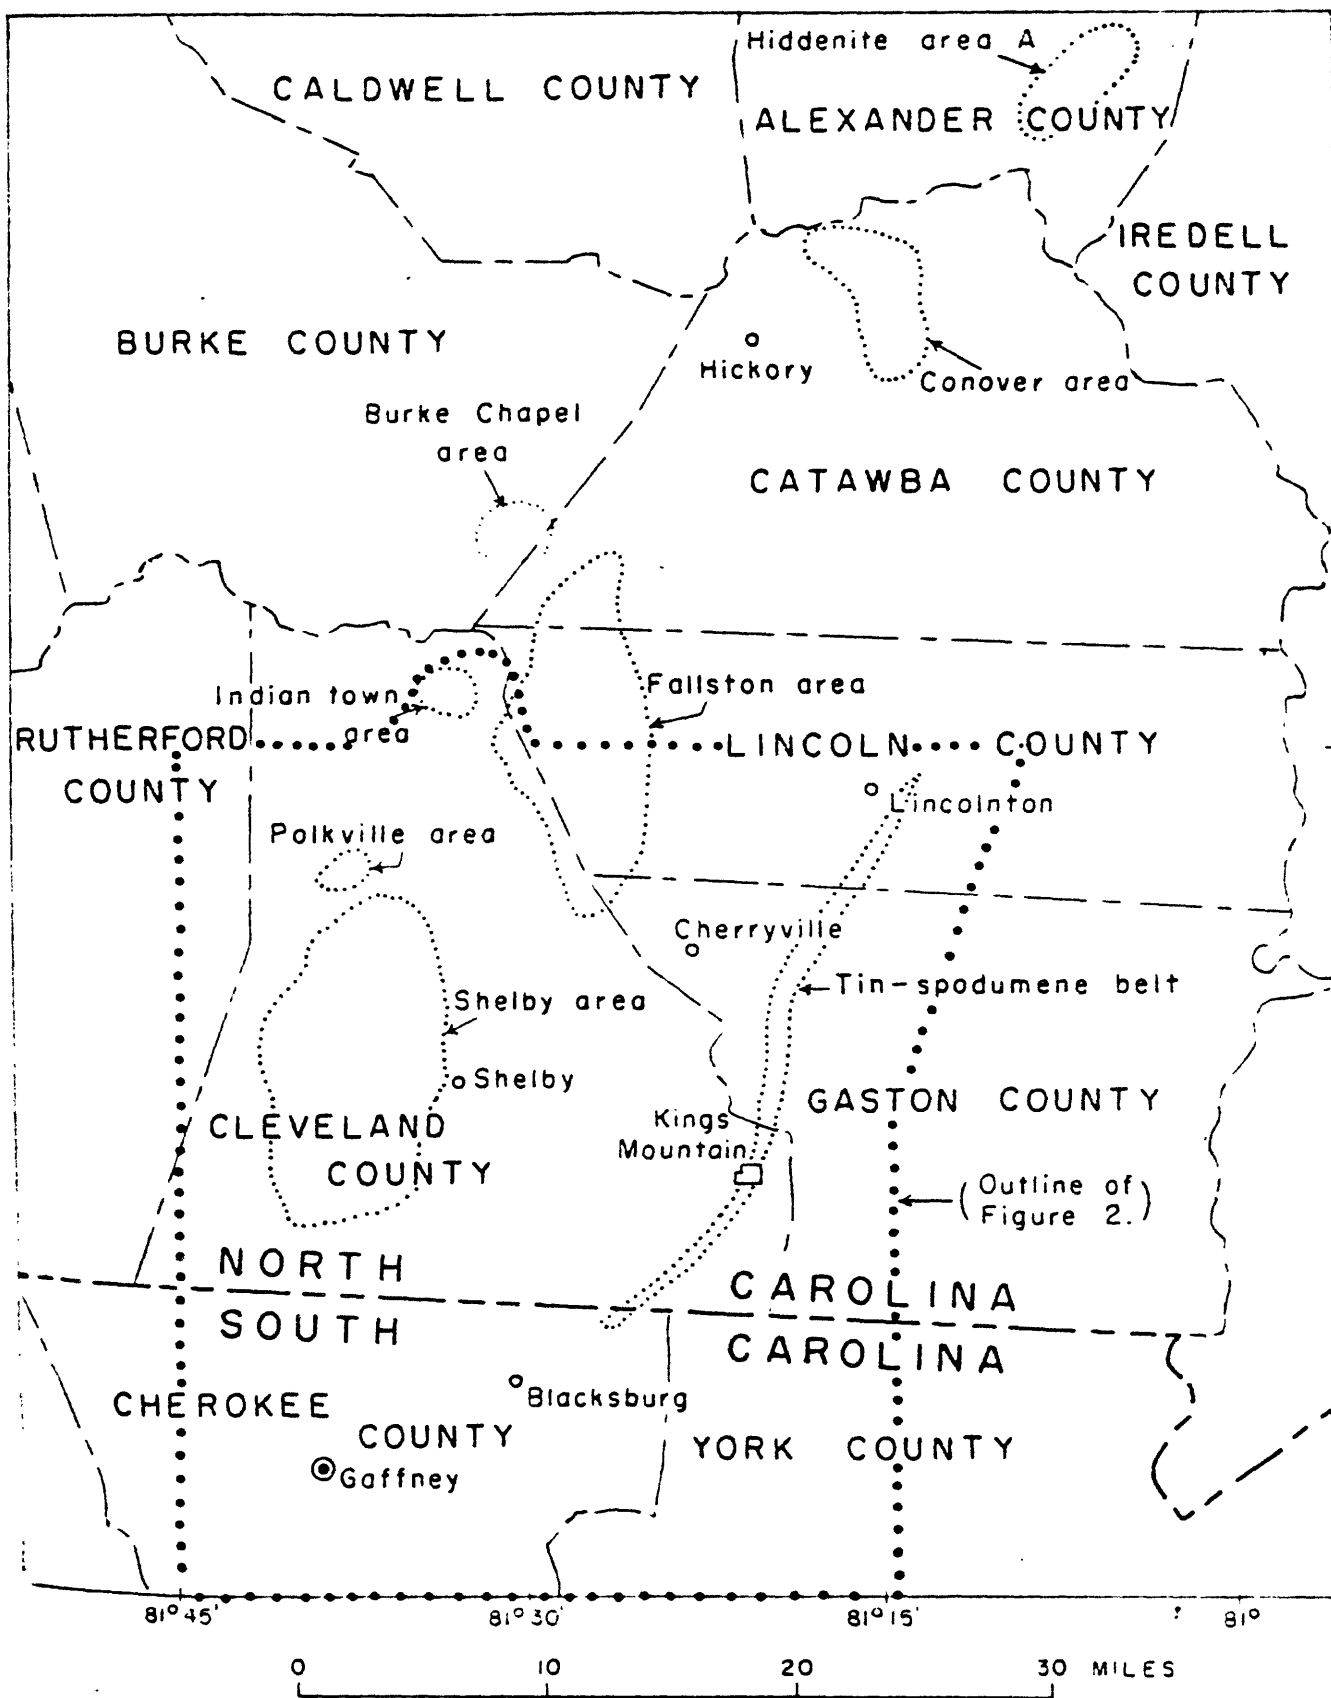 Hiddenite area A
CALDWELL COUNTY
ALEXANDER COUNTY
IREDELL
COUNTY
BURKE COUNTY
Hickory
Conover area
Burke Chapel
area
CATAWBA COUNTY
Indian town
area
Fallston area
RUTHERFORD
COUNTY
LINCOLN COUNTY
Lincolnton
Polkville area
Cherryville
Tin-spodumene belt
Shelby area
Shelby
GASTON COUNTY
CLEVELAND
COUNTY
Kings
Mountain
(Outline of
Figure 2.)
NORTH CAROLINA
SOUTH CAROLINA
CHEROKEE
COUNTY
Blacksburg
YORK COUNTY
Gaffney
81°45' 81°30' 81°15' 81°
0 10 20 30 MILES